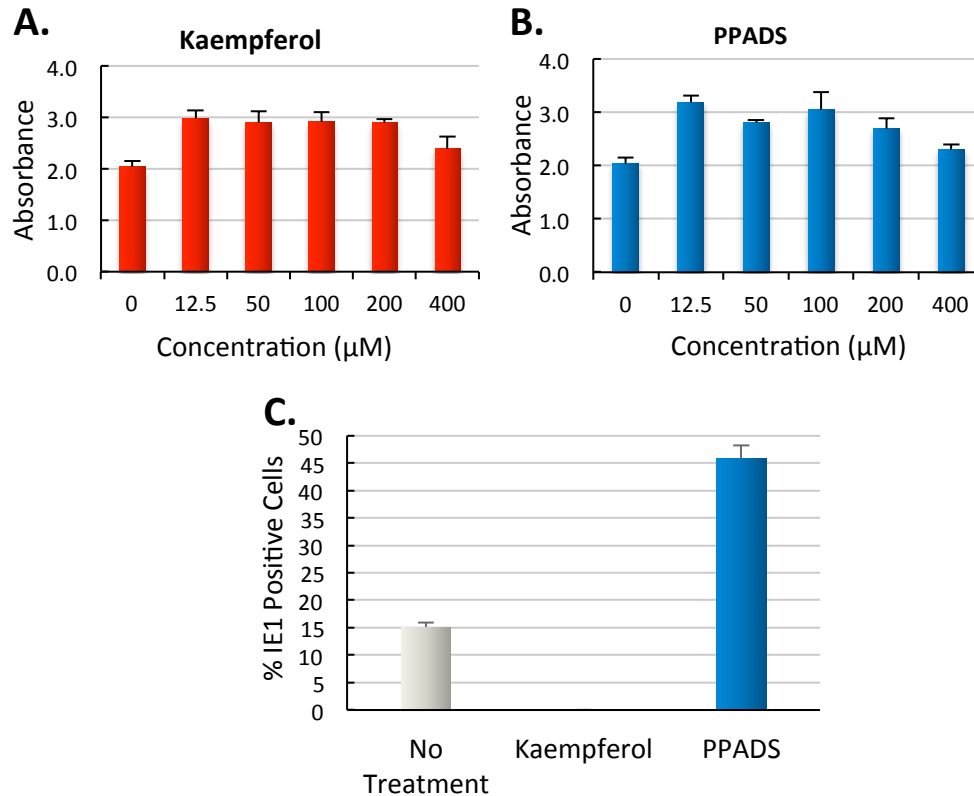 A.
Kaempferol
4.0
3.0
2.0
1.0
0.0
Absorbance
0 12.5 50 100 200 400
Concentration (μM)
B.
PPADS
4.0
3.0
2.0
1.0
0.0
Absorbance
0 12.5 50 100 200 400
Concentration (μM)
C.
50
45
40
35
30
25
20
15
10
5
0
% IE1 Positive Cells
No Kaempferol PPADS
Treatment